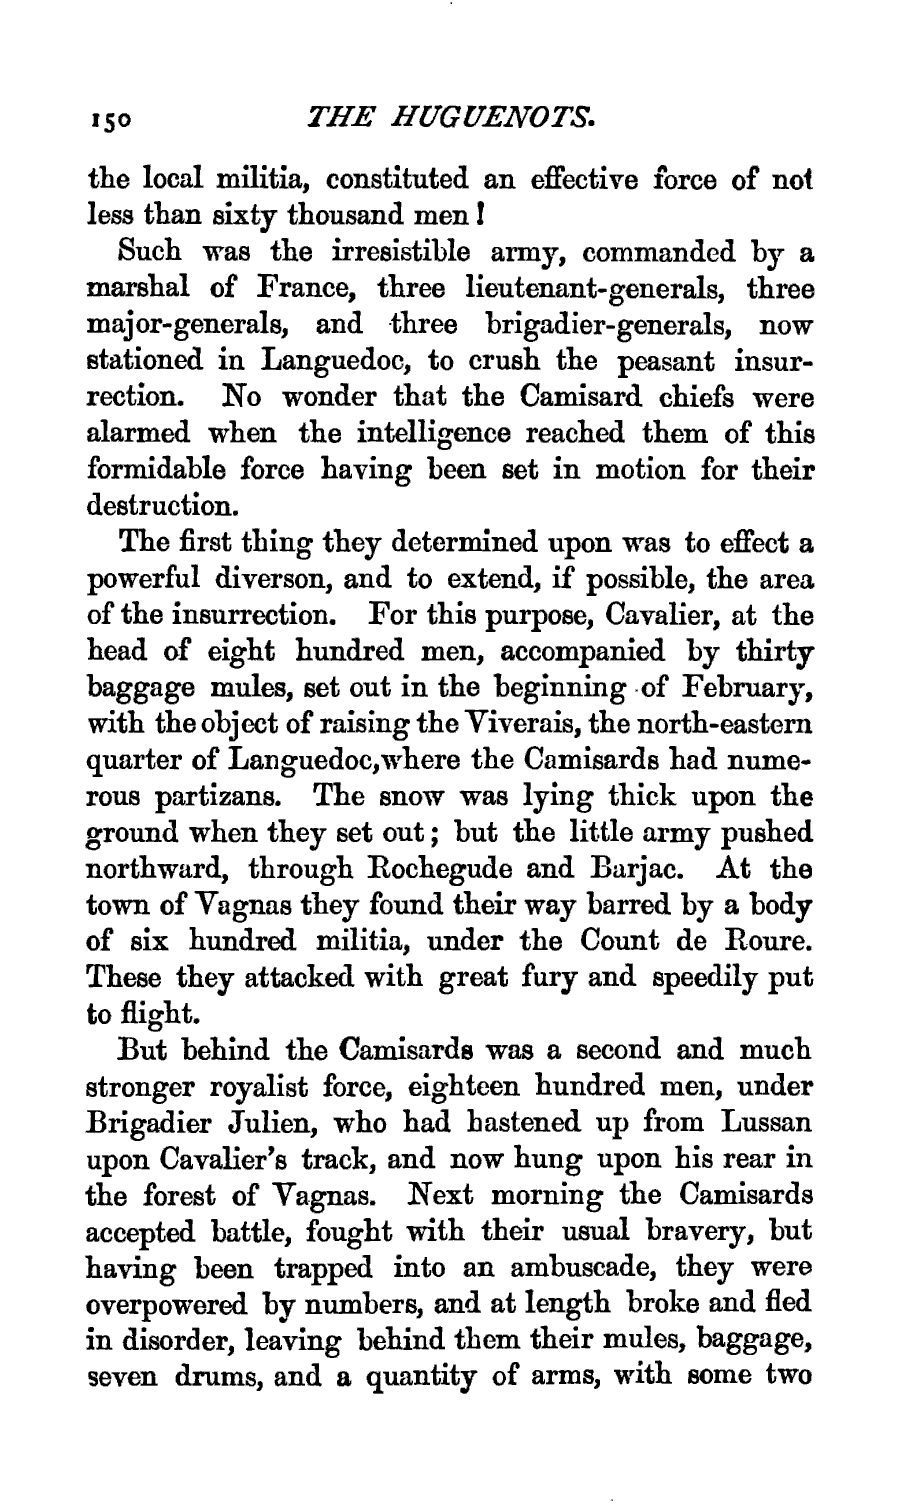 150 THE HUGUENOTS.
the local militia, constituted an effective force of not
less than sixty thousand men!
Such was the irresistible army, commanded by a
marshal of France, three lieutenant-generals, three
major-generals, and three brigadier-generals, now
stationed in Languedoc, to crush the peasant insur-
rection. No wonder that the Camisard chiefs were
alarmed when the intelligence reached them of this
formidable force having been set in motion for their
destruction.
The first thing they determined upon was to effect a
powerful diverson, and to extend, if possible, the area
of the insurrection. For this purpose, Cavalier, at the
head of eight hundred men, accompanied by thirty
baggage mules, set out in the beginning of February,
with the object of raising the Viverais, the north-eastern
quarter of Languedoc,where the Camisards had nume-
rous partizans. The snow was lying thick upon the
ground when they set out; but the little army pushed
northward, through Rochegude and Barjac. At the
town of Vagnas they found their way barred by a body
of six hundred militia, under the Count de Roure.
These they attacked with great fury and speedily put
to flight.
But behind the Camisards was a second and much
stronger royalist force, eighteen hundred men, under
Brigadier Julien, who had hastened up from Lussan
upon Cavalier's track, and now hung upon his rear in
the forest of Vagnas. Next morning the Camisards
accepted battle, fought with their usual bravery, but
having been trapped into an ambuscade, they were
overpowered by numbers, and at length broke and fled
in disorder, leaving behind them their mules, baggage,
seven drums, and a quantity of arms, with some two